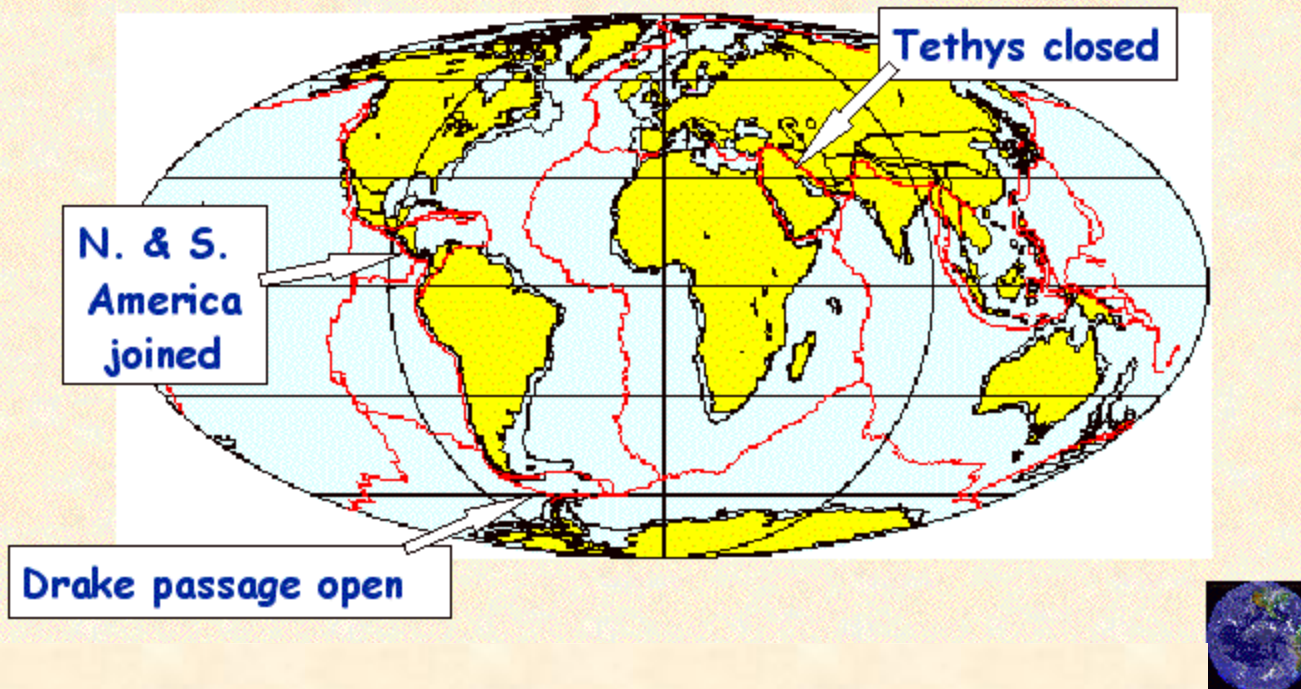 Tethys closed
N. & S.
America
joined
Drake passage open